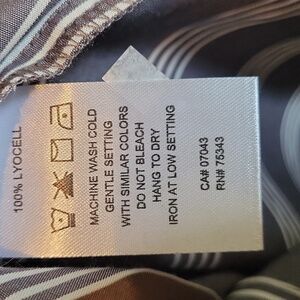 100% LYOCELL
MACHINE WASH COLD
GENTLE SETTING
WITH SIMILAR COLORS
DO NOT BLEACH
HANG TO DRY
IRON AT LOW SETTING
CA# 07043
RN# 75343